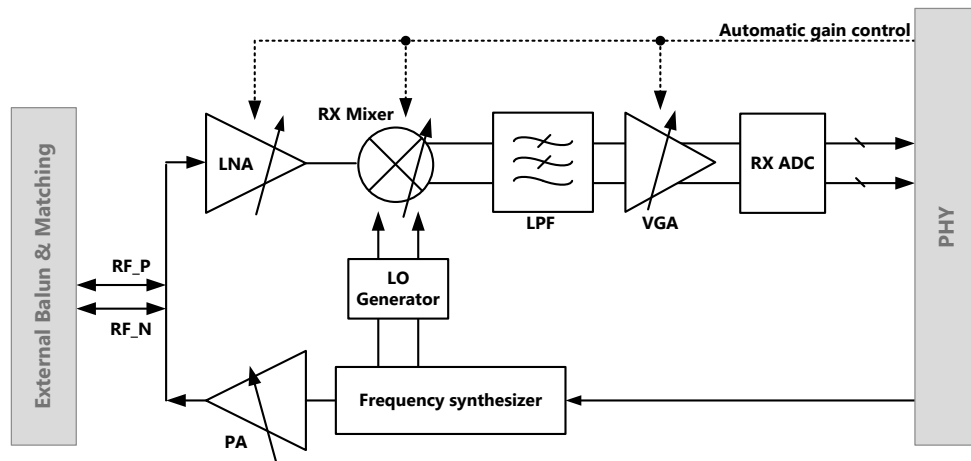 Automatic gain control
RX Mixer
LNA
RX ADC
LPF
VGA
RF_P
RF_N
LO
Generator
Frequency synthesizer
PA
External Balun & Matching
PHY